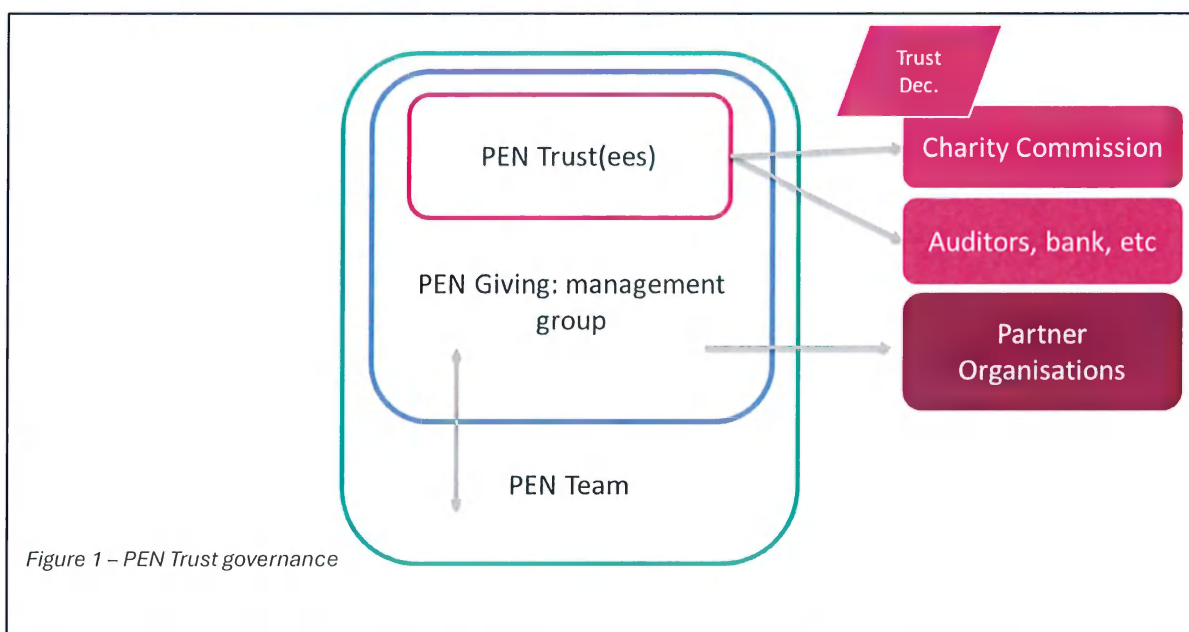 Trust
Dec.
PEN Trust(ees)
Charity Commission
Auditors, bank, etc
PEN Giving: management
group
Partner
Organisations
PEN Team
Figure 1 – PEN Trust governance